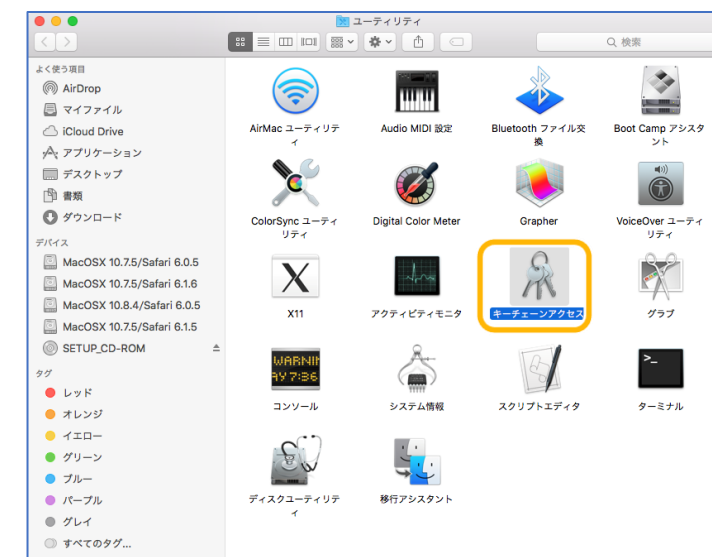 ユーティリティ
検索
よく使う項目
AirDrop
マイファイル
iCloud Drive
アプリケーション
デスクトップ
書類
ダウンロード
デバイス
MacOSX 10.7.5/Safari 6.0.5
MacOSX 10.7.5/Safari 6.1.6
MacOSX 10.8.4/Safari 6.0.5
MacOSX 10.7.5/Safari 6.1.5
SETUP_CD-ROM
タグ
レッド
オレンジ
イエロー
グリーン
ブルー
パープル
グレイ
すべてのタグ...
AirMac ユーティリテ
ィ
Audio MIDI 設定
Bluetooth ファイル交
換
Boot Camp アシスタ
ント
ColorSync ユーティ
リティ
Digital Color Meter
Grapher
VoiceOver ユーティ
リティ
X11
アクティビティモニタ
キーチェーンアクセス
グラブ
WARNIN
AY 7:36
コンソール
システム情報
スクリプトエディタ
>_
ターミナル
ディスクユーティリテ
ィ
移行アシスタント